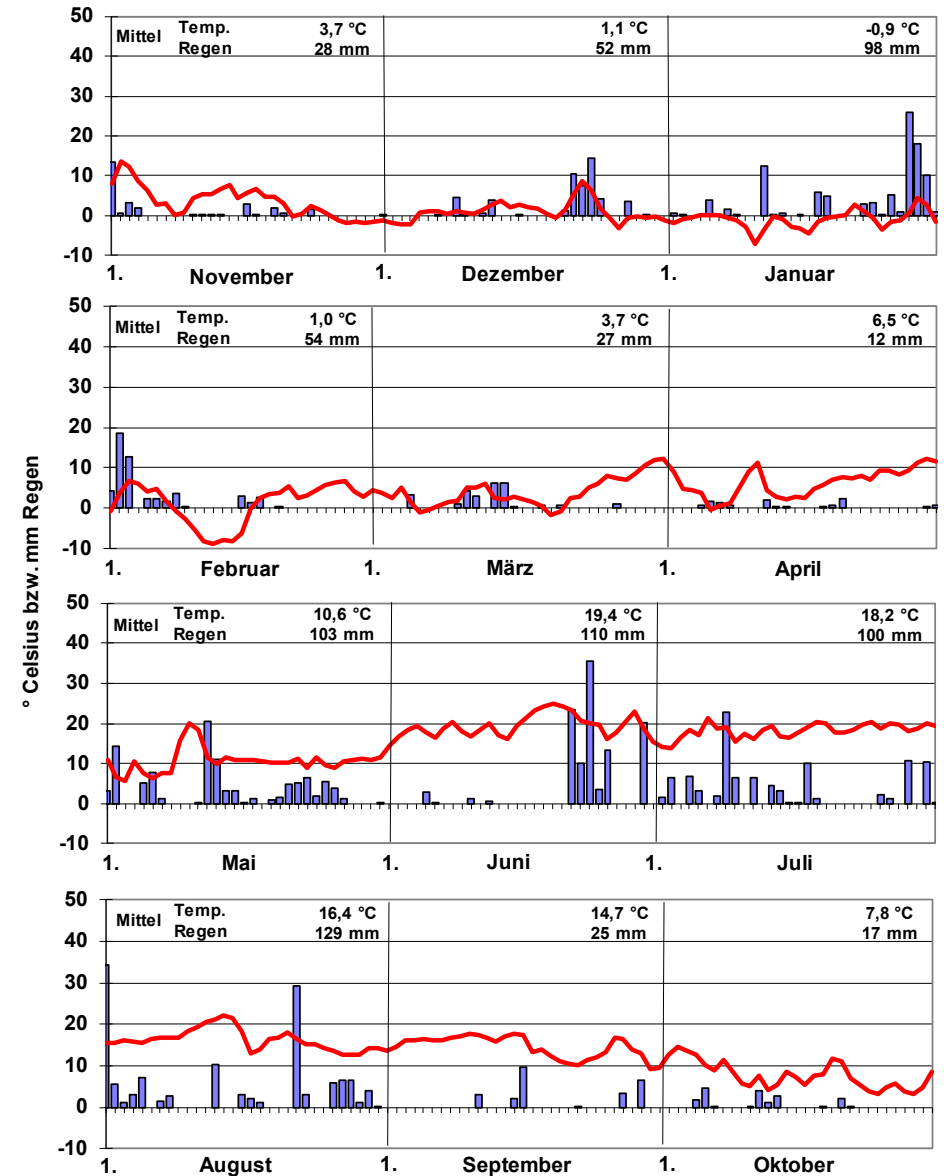 ° Celsius bzw. mm Regen
50
40
30
20
10
0
-10
Mittel Temp. 3,7 °C 1,1 °C -0,9 °C
Regen 28 mm 52 mm 98 mm
1. November 1. Dezember 1. Januar
50
40
30
20
10
0
-10
Mittel Temp. 1,0 °C 3,7 °C 6,5 °C
Regen 54 mm 27 mm 12 mm
1. Februar 1. März 1. April
50
40
30
20
10
0
-10
Mittel Temp. 10,6 °C 19,4 °C 18,2 °C
Regen 103 mm 110 mm 100 mm
1. Mai 1. Juni 1. Juli
50
40
30
20
10
0
-10
Mittel Temp. 16,4 °C 14,7 °C 7,8 °C
Regen 129 mm 25 mm 17 mm
1. August 1. September 1. Oktober